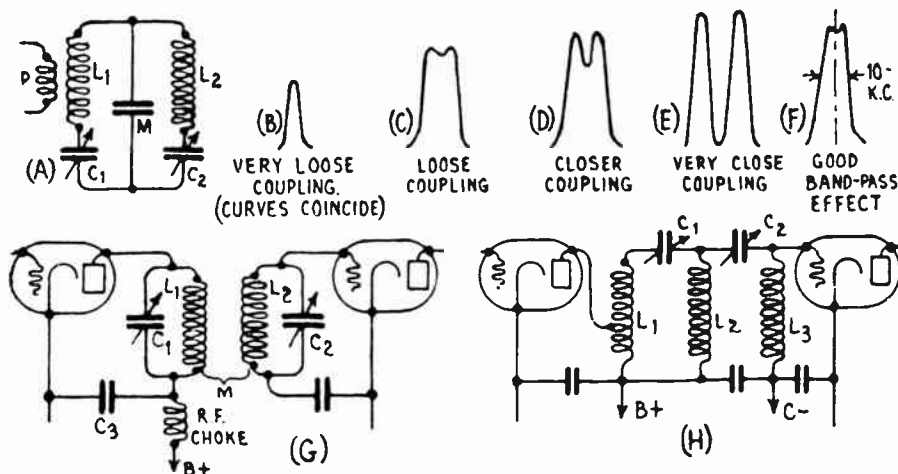 P
L1
L2
M
C1
C2
(A)
(B)
VERY LOOSE
COUPLING.
(CURVES COINCIDE)
(C)
LOOSE
COUPLING
(D)
CLOSER
COUPLING
(E)
VERY CLOSE
COUPLING
(F)
10-
K.C.
GOOD
BAND-PASS
EFFECT
L1
C1
L2
C2
M
C3
R.F.
CHOKE
B+
(G)
C1
C2
L1
L2
L3
B+
C-
(H)